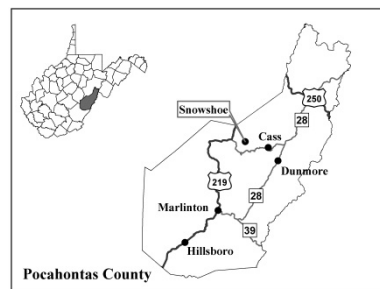 250
28
Snowshoe
Cass
Dunmore
219
28
Marlinton
39
Hillsboro
Pocahontas County